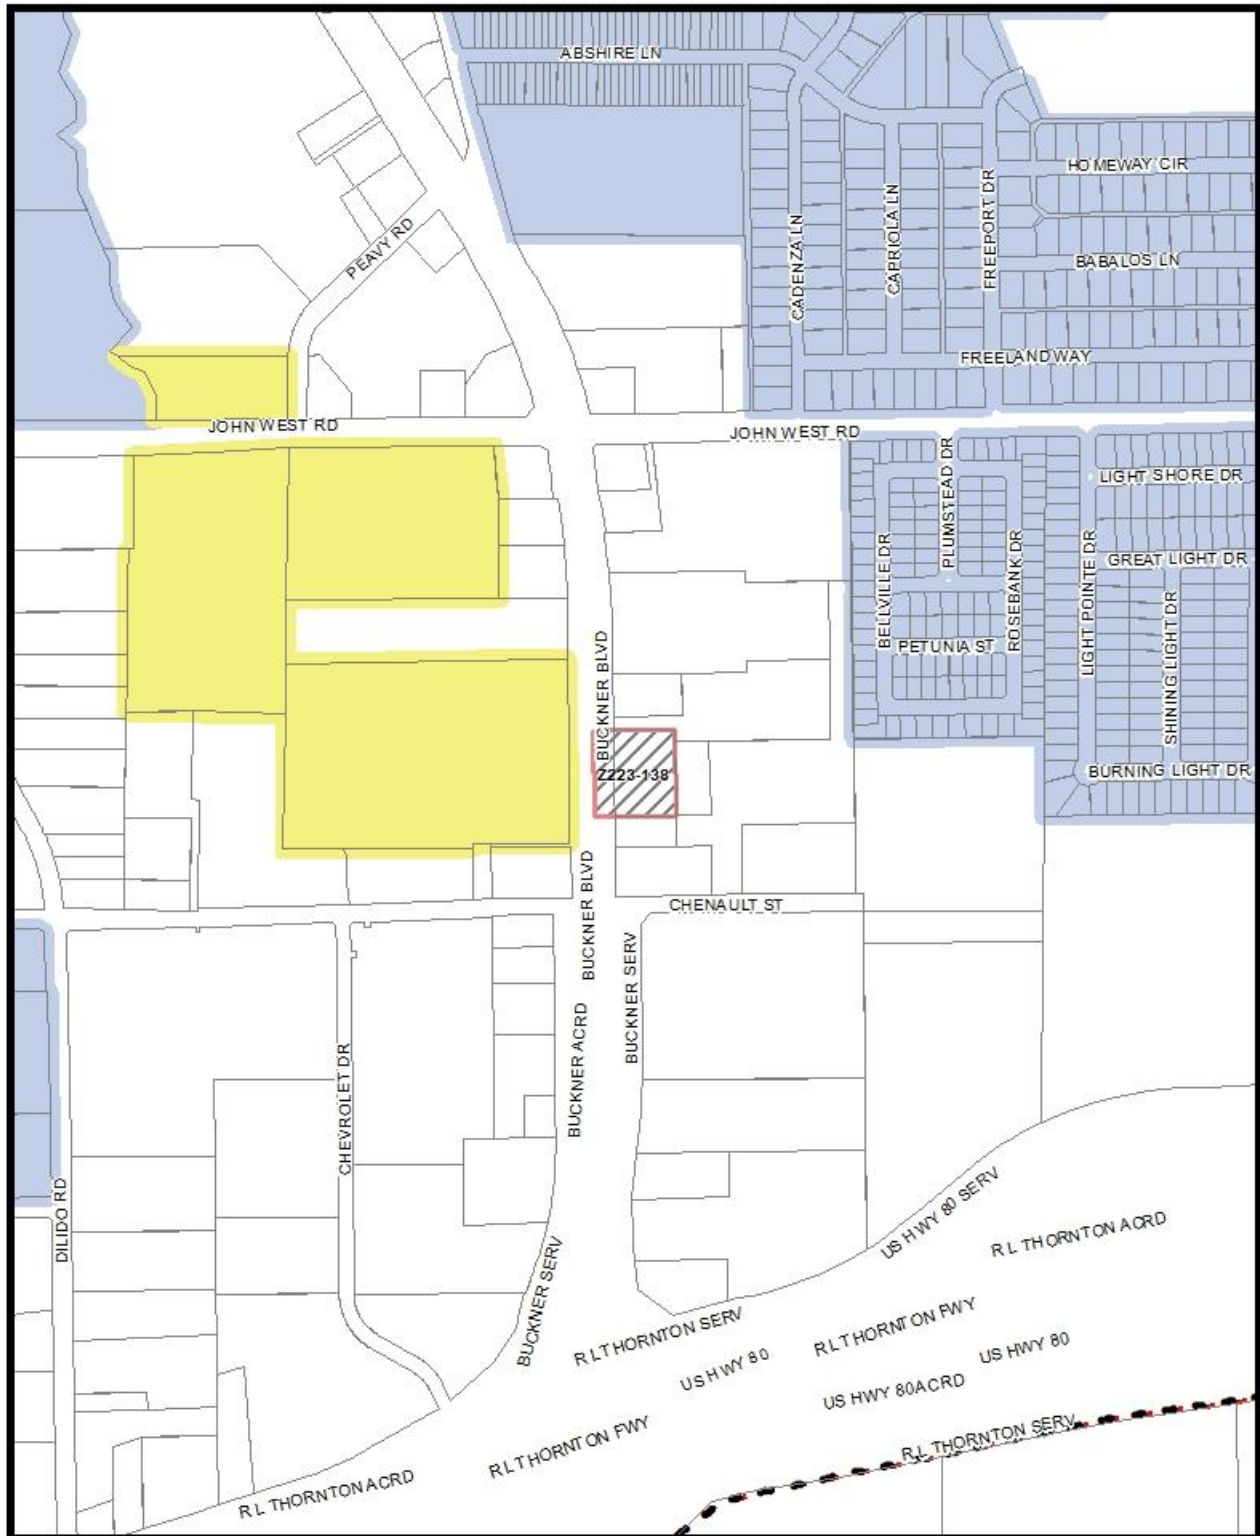 ABSHIRE LN
HOMEWAY CIR
PEAVY RD
CADENZA LN
CAPRIOLA LN
FREEPORT DR
BABALOS LN
FREELANDWAY
JOHN WEST RD
JOHN WEST RD
PLUMSTEAD DR
LIGHT SHORE DR
BELLVILLE DR
ROSEBANK DR
LIGHT POINTE DR
GREAT LIGHT DR
SHINING LIGHT DR
PETUNIA ST
BUCKNER BLVD
Z223-138
BURNING LIGHT DR
BUCKNER BLVD
CHENAULT ST
BUCKNER SERV
BUCKNER ACRD
CHEVROLET DR
DILIDO RD
US HWY 80 SERV
R L THORNTON ACRD
BUCKNER SERV
R L THORNTON SERV
R L THORNTON FWY
US HWY 80
US HWY 80
US HWY 80 ACRD
R L THORNTON FWY
R L THORNTON SERV
R L THORNTON ACRD